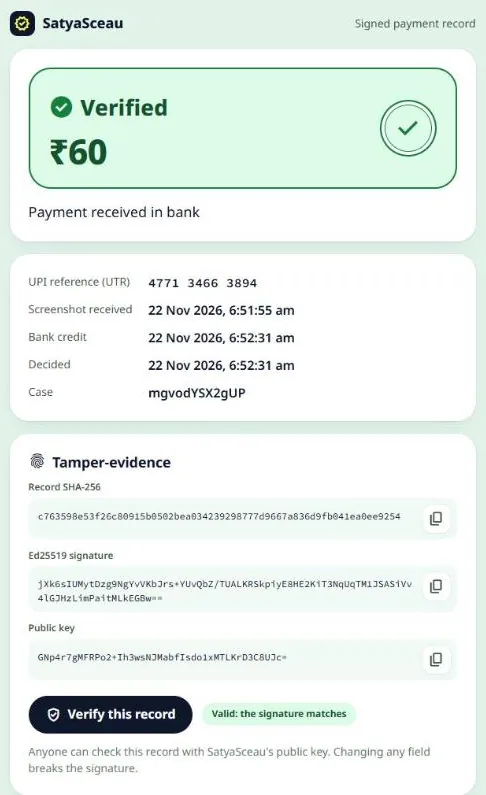 SatyaSceau
Signed payment record
Verified
₹60
Payment received in bank
UPI reference (UTR) 4771 3466 3894
Screenshot received 22 Nov 2026, 6:51:55 am
Bank credit 22 Nov 2026, 6:52:31 am
Decided 22 Nov 2026, 6:52:31 am
Case mgvodYSX2gUP
Tamper-evidence
Record SHA-256
c763598e53f26c80915b0502bea034239298777d9667a836d9fb041ea0ee9254
Ed25519 signature
jXk6sIUMytDzg9NgYvVKbJrs+YUvQbZ/TUALKRSkpiyE8HE2KiT3NqUqTM1JSASiVv
4lGJHzLimPaitMLkEGBw==
Public key
GNp4r7gMFRPo2+Ih3wsNJMabfIsdo1xMTLKrD3C8UJc=
Verify this record
Valid: the signature matches
Anyone can check this record with SatyaSceau's public key. Changing any field
breaks the signature.